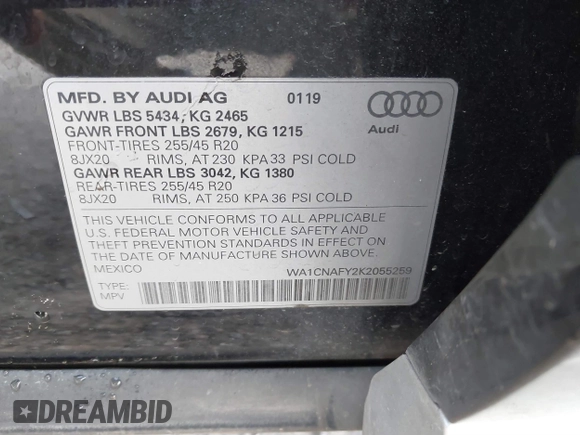 MFD. BY AUDI AG 0119
GVWR LBS 5434, KG 2465
GAWR FRONT LBS 2679, KG 1215
FRONT-TIRES 255/45 R20
8JX20 RIMS, AT 230 KPA 33 PSI COLD
GAWR REAR LBS 3042, KG 1380
REAR-TIRES 255/45 R20
8JX20 RIMS, AT 250 KPA 36 PSI COLD
Audi
THIS VEHICLE CONFORMS TO ALL APPLICABLE
U.S. FEDERAL MOTOR VEHICLE SAFETY AND
THEFT PREVENTION STANDARDS IN EFFECT ON
THE DATE OF MANUFACTURE SHOWN ABOVE.
MEXICO WA1CNAFY2K2055259
TYPE:
MPV
DREAMBID